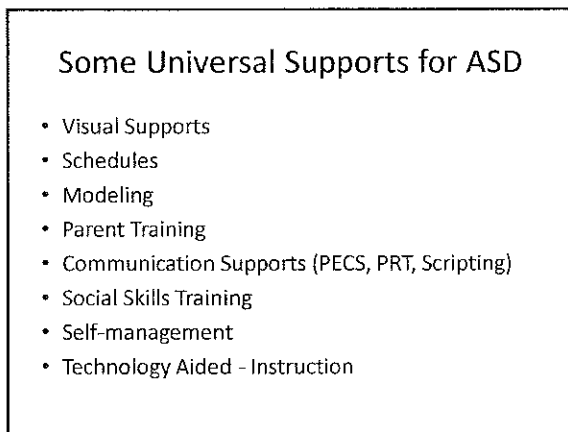 Some Universal Supports for ASD
• Visual Supports
• Schedules
• Modeling
• Parent Training
• Communication Supports (PECS, PRT, Scripting)
• Social Skills Training
• Self-management
• Technology Aided - Instruction